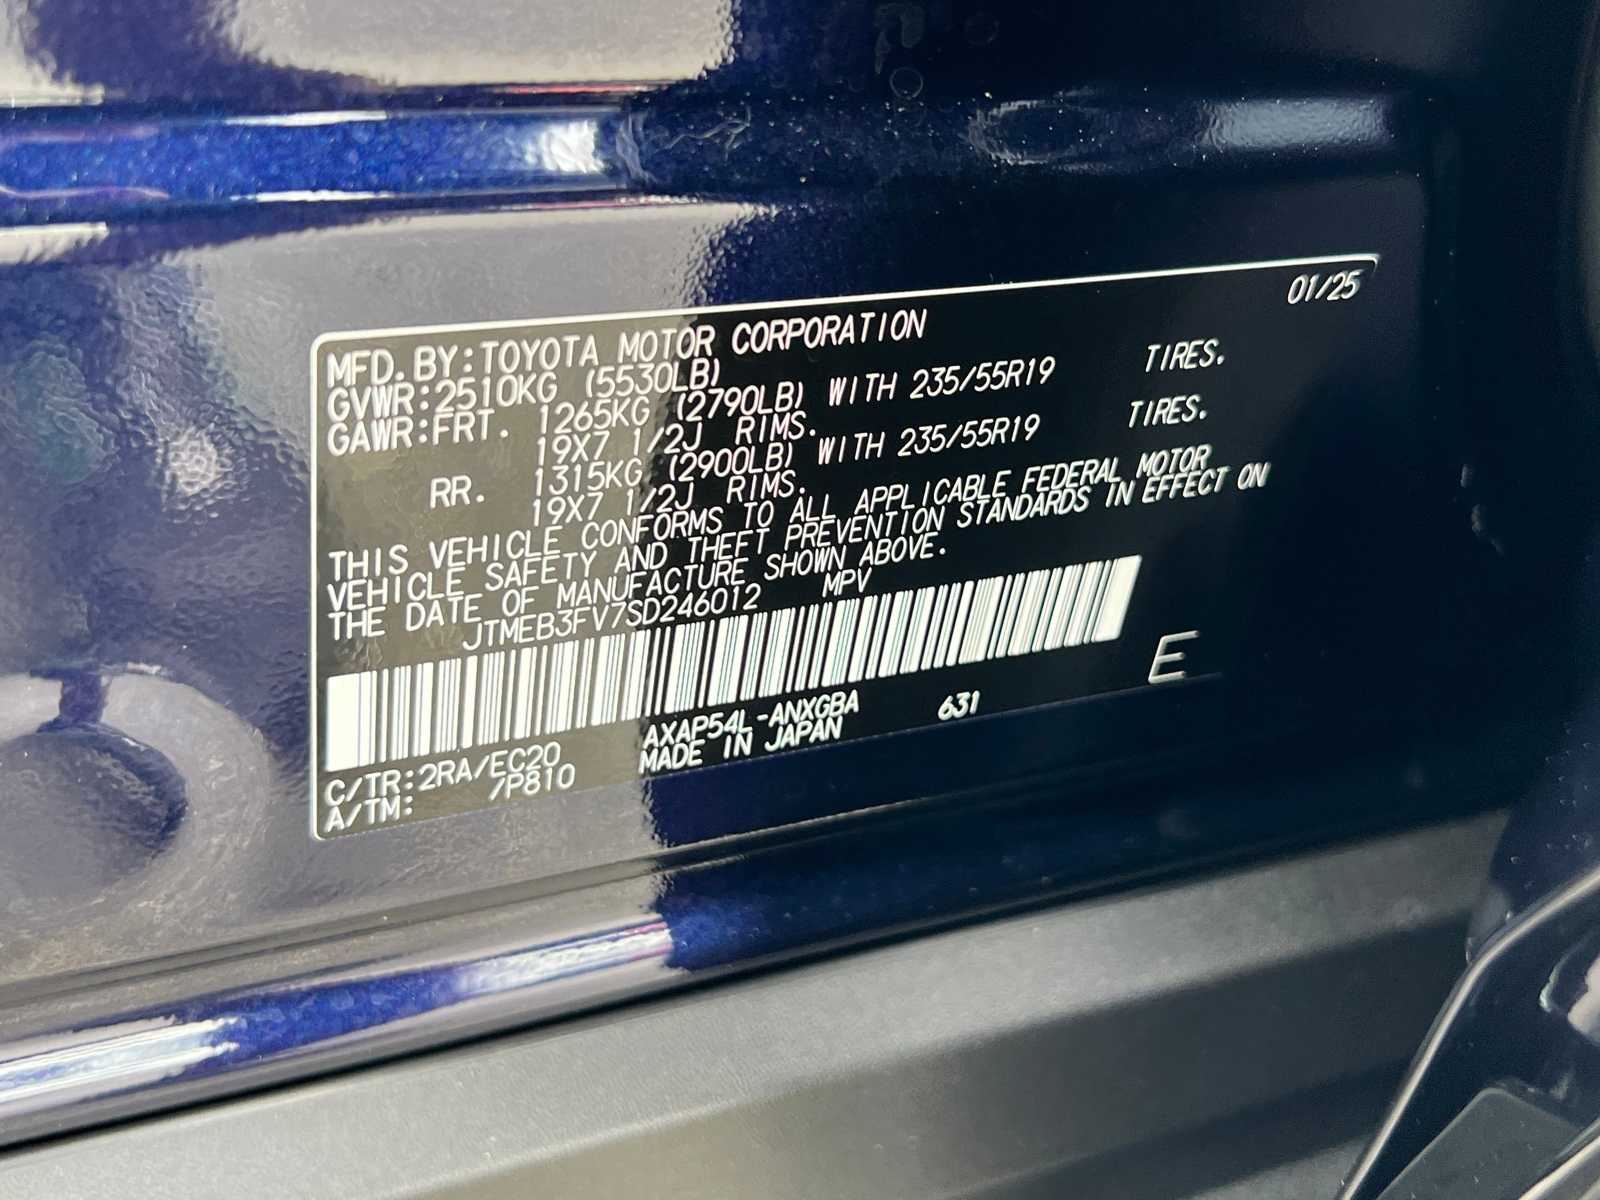 01/25
MFD.BY:TOYOTA MOTOR CORPORATION
GVWR:2510KG (5530LB)
GAWR:FRT. 1265KG (2790LB) WITH 235/55R19 TIRES.
19X7 1/2J RIMS.
RR. 1315KG (2900LB) WITH 235/55R19 TIRES.
19X7 1/2J RIMS.
THIS VEHICLE CONFORMS TO ALL APPLICABLE FEDERAL MOTOR
VEHICLE SAFETY AND THEFT PREVENTION STANDARDS IN EFFECT ON
THE DATE OF MANUFACTURE SHOWN ABOVE.
JTMEB3FV7SD246012 MPV
E
AXAP54L-ANXGBA 631
C/TR:2RA/EC20 MADE IN JAPAN
A/TM: /P810